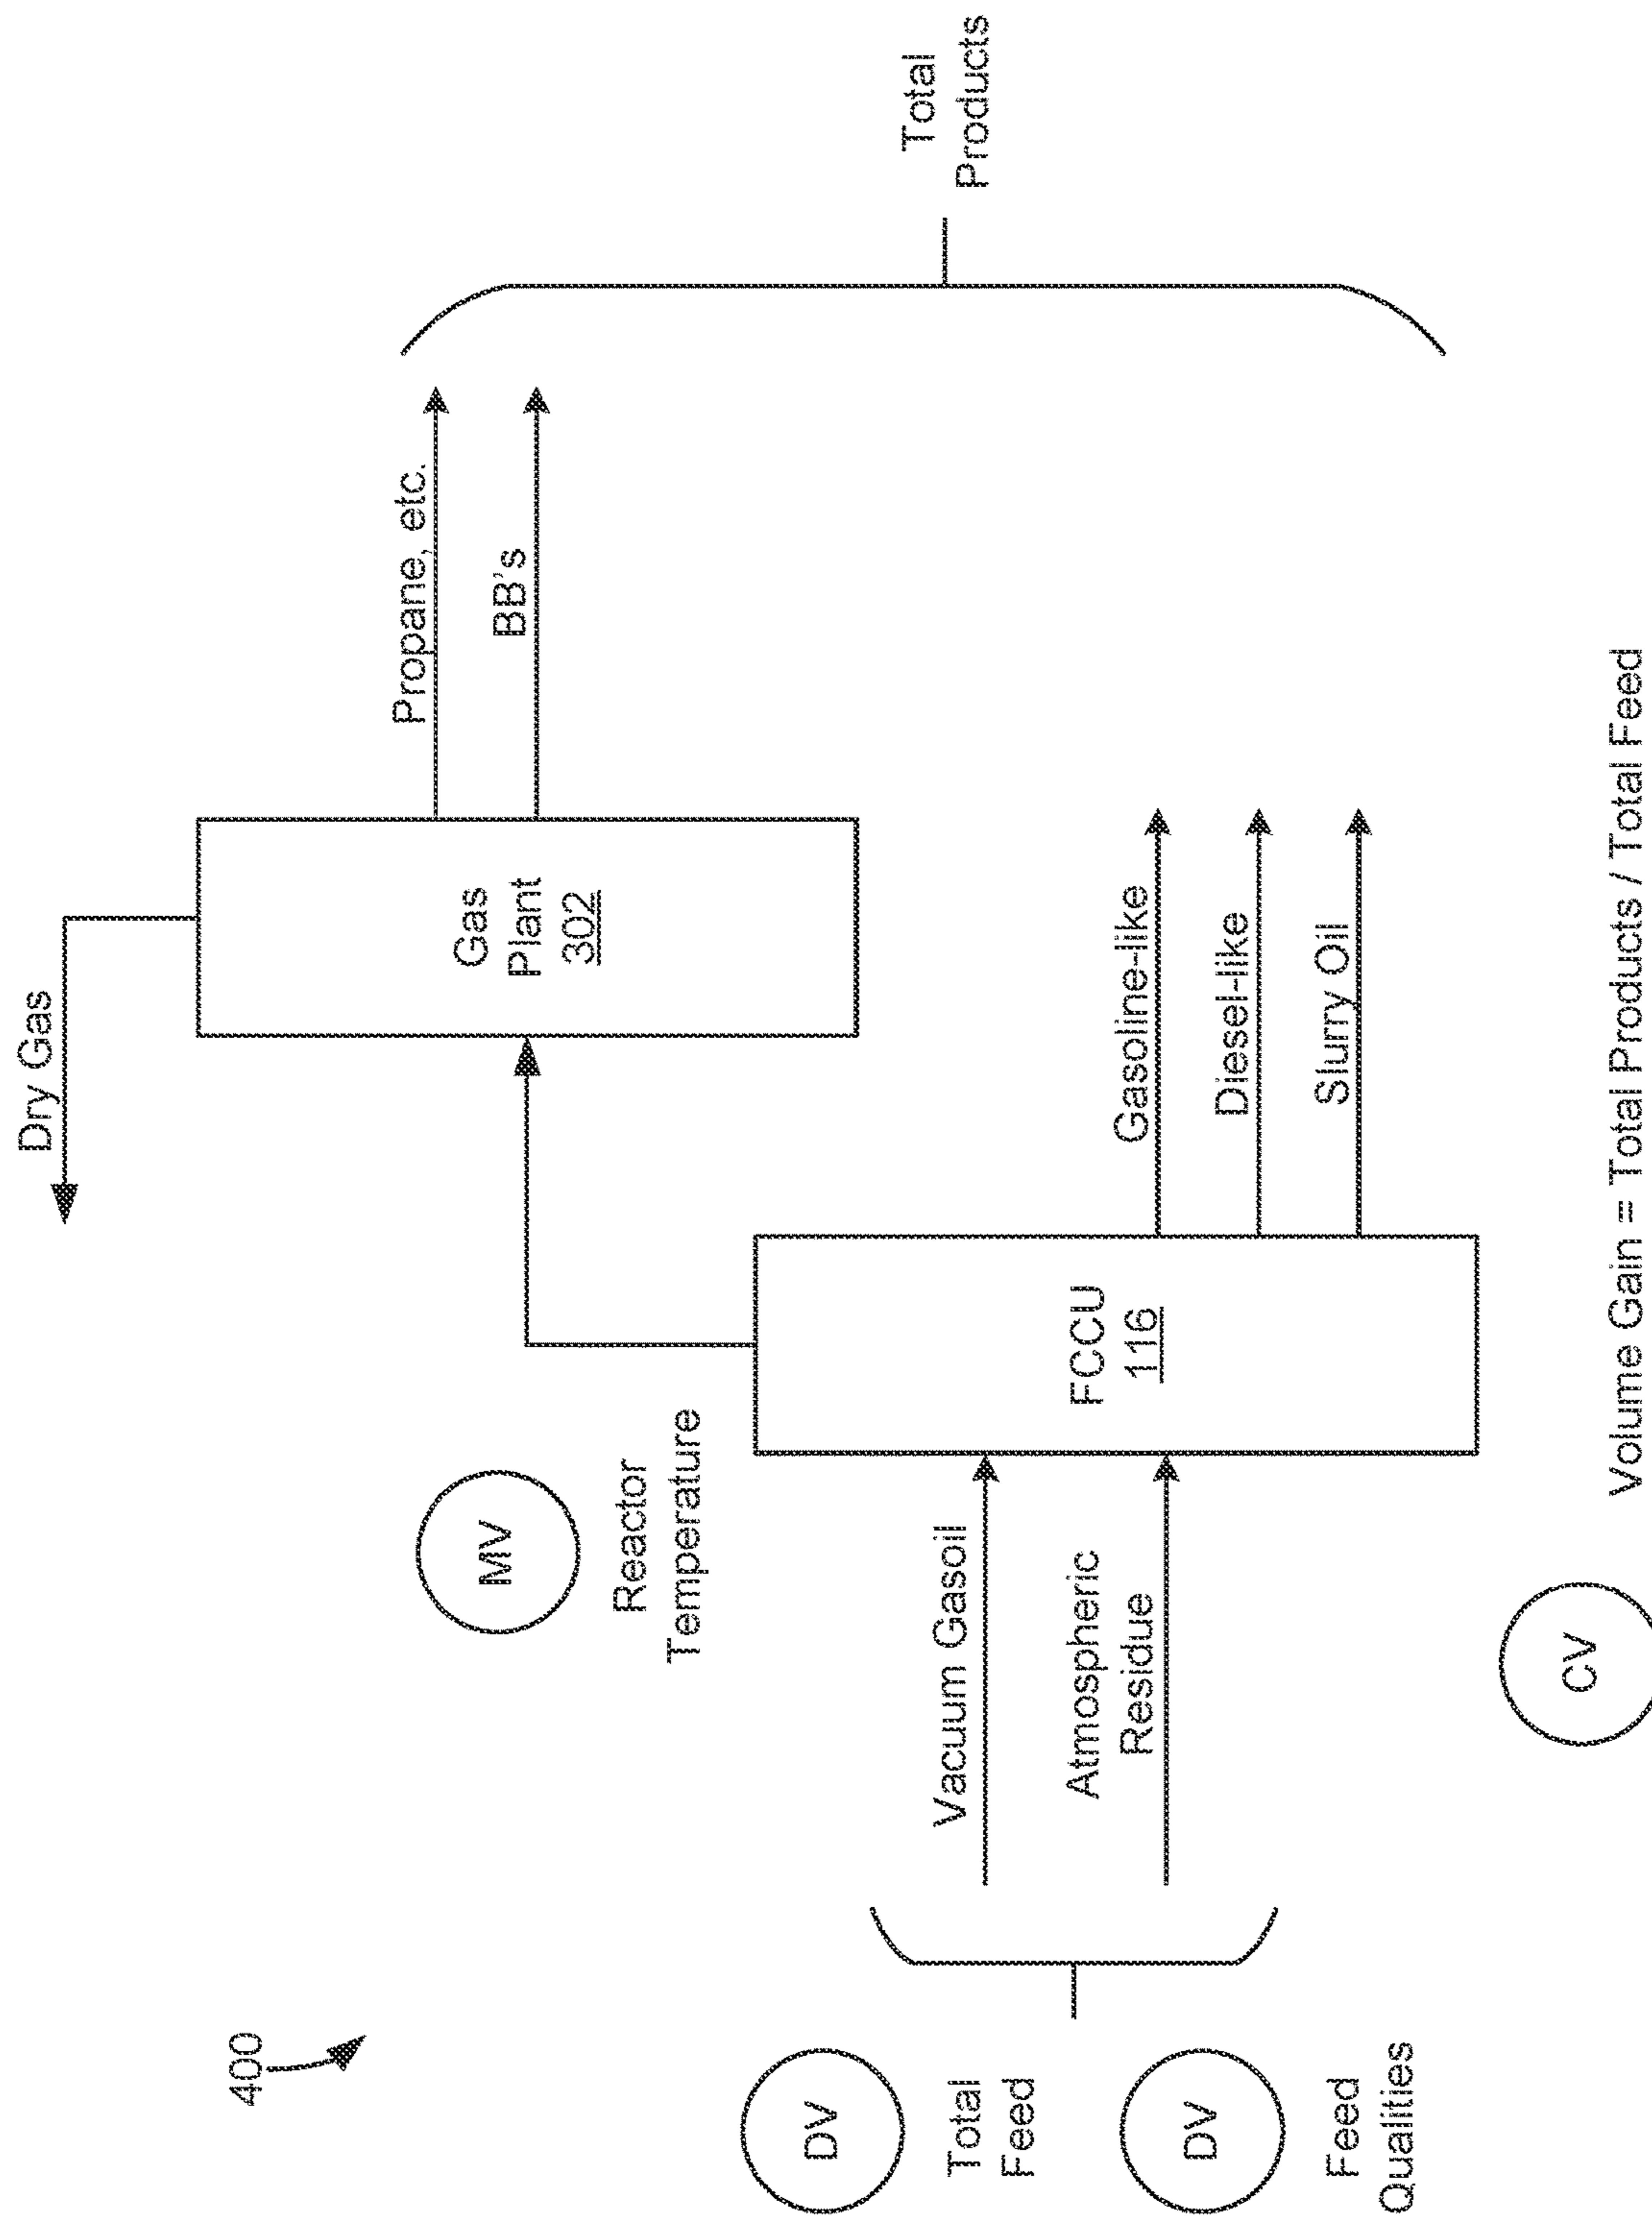 400
Dry Gas
Gas
Plant
302
Propane, etc.
BB's
Total
Products
MV
Reactor
Temperature
DV
Total
Feed
DV
Feed
Qualities
Vacuum Gasoil
Atmospheric
Residue
FCCU
116
Gasoline-like
Diesel-like
Slurry Oil
CV
Volume Gain = Total Products / Total Feed